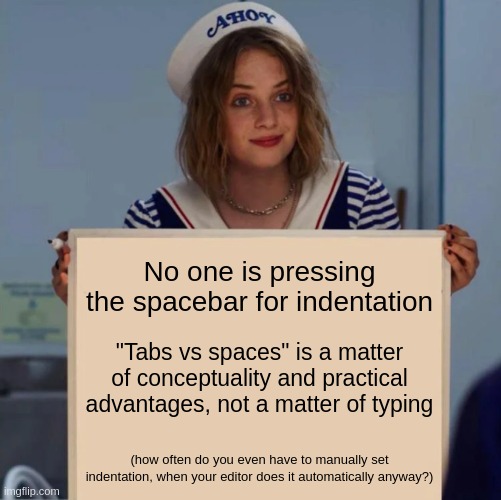 AHOY
No one is pressing
the spacebar for indentation
"Tabs vs spaces" is a matter
of conceptuality and practical
advantages, not a matter of typing
(how often do you even have to manually set
indentation, when your editor does it automatically anyway?)
imgflip.com